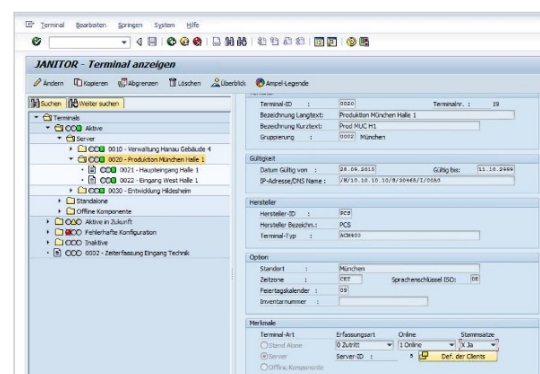 Terminal Bearbeiten Springen System Hilfe
JANITOR - Terminal anzeigen
Ändern Kopieren Abgrenzen Löschen Überblick Ampel-Legende
Suchen Weiter suchen
Terminals
Aktive
Server
0010 - Verwaltung Hanau Gebäude 4
0020 - Produktion München Halle 1
0021 - Haupteingang Halle 1
0022 - Eingang West Halle 1
0030 - Entwicklung Hildesheim
Standalone
Offline Komponente
Aktive in Zukunft
Fehlerhafte Konfiguration
Inaktive
0002 - Zeiterfassung Eingang Technik
Terminal-ID : 0020 Terminalnr. : 19
Bezeichnung Langtext: Produktion München Halle 1
Bezeichnung Kurztext: Prod MUC H1
Gruppierung : 0002 München
Gültigkeit
Datum Gültig von : 28.09.2015 Gültig bis:
IP-Adresse/DNS Name :
Hersteller
Hersteller-ID : PCS
Hersteller Bezeichn.: PCS
Terminal-Typ :
Option
Standort : München
Zeitzone : CET Sprachenschlüssel ISO: DE
Feiertagskalender : 08
Inventarnummer :
Merkmale
Terminal-Art Erfassungsart Online Stammsätze
Stand Alone 0 Zutritt 1 Online X Ja
Server Server-ID : 5 Def. der Clients
Offline Komponente